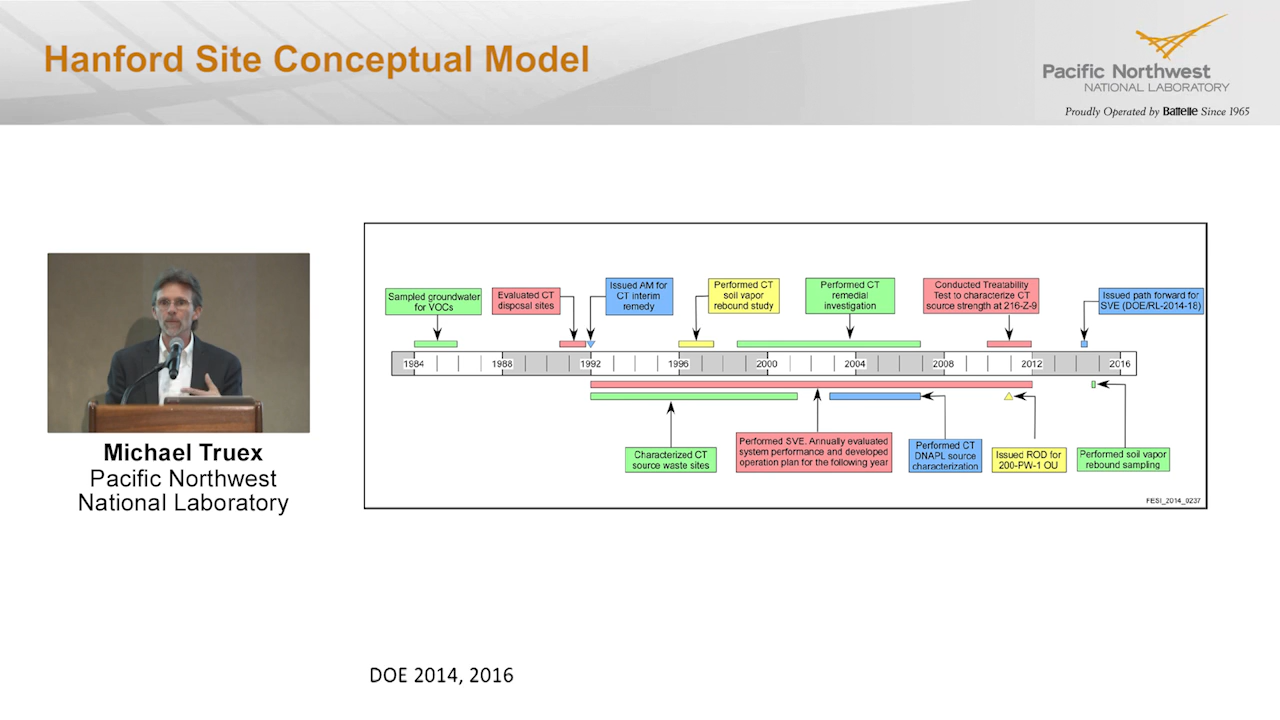 Hanford Site Conceptual Model
Pacific Northwest
NATIONAL LABORATORY
Proudly Operated by Battelle Since 1965
Michael Truex
Pacific Northwest
National Laboratory
Sampled groundwater
for VOCs
Evaluated CT
disposal sites
Issued AM for
CT interim
remedy
Performed CT
soil vapor
rebound study
Performed CT
remedial
investigation
Conducted Treatability
Test to characterize CT
source strength at 216-Z-9
Issued path forward for
SVE (DOE/RL-2014-18)
1984 1988 1992 1996 2000 2004 2008 2012 2016
Characterized CT
source waste sites
Performed SVE. Annually evaluated
system performance and developed
operation plan for the following year
Performed CT
DNAPL source
characterization
Issued ROD for
200-PW-1 OU
Performed soil vapor
rebound sampling
FESI_2014_0237
DOE 2014, 2016